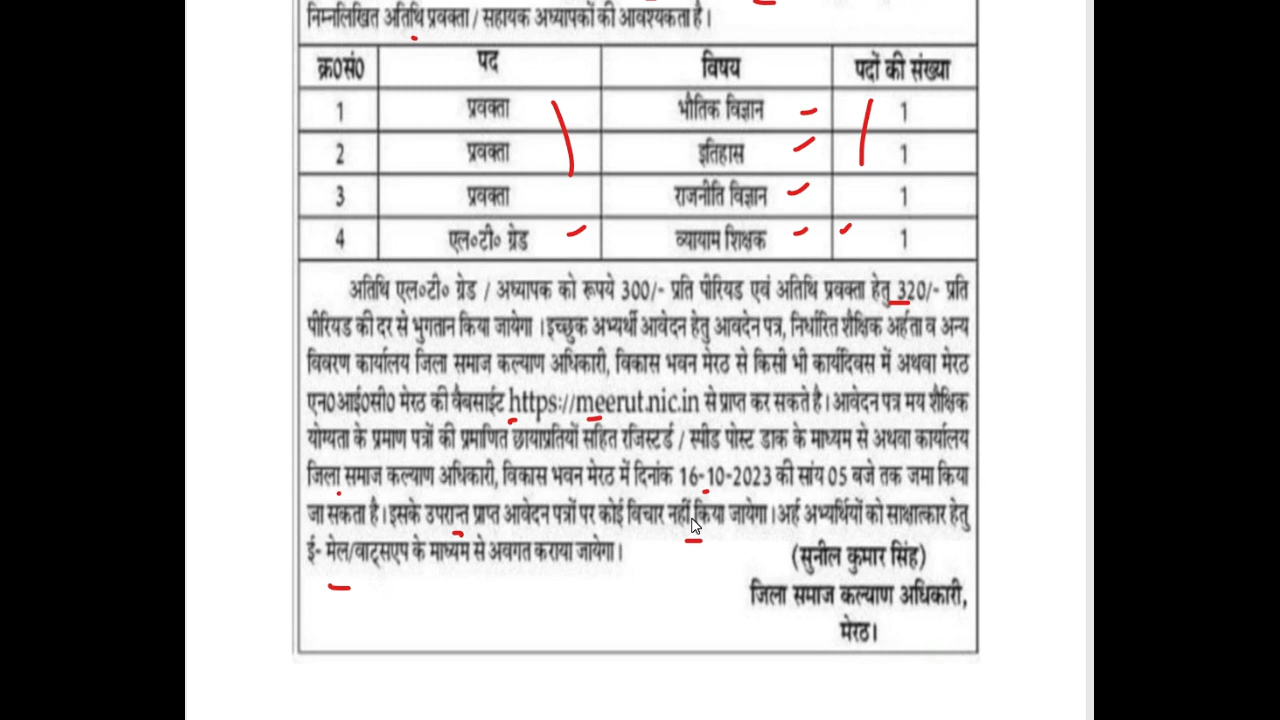 निम्नलिखित अतिथि प्रवक्ता / सहायक अध्यापकों की आवश्यकता है।
क्र0सं0 पद विषय पदों की संख्या
1 प्रवक्ता भौतिक विज्ञान 1
2 प्रवक्ता इतिहास 1
3 प्रवक्ता राजनीति विज्ञान 1
4 एल०टी० ग्रेड व्यायाम शिक्षक 1
अतिथि एल०टी० ग्रेड / अध्यापक को रूपये 300/- प्रति पीरियड एवं अतिथि प्रवक्ता हेतु 320/- प्रति
पीरियड की दर से भुगतान किया जायेगा । इच्छुक अभ्यर्थी आवेदन हेतु आवदेन पत्र, निर्धारित शैक्षिक अर्हता व अन्य
विवरण कार्यालय जिला समाज कल्याण अधिकारी, विकास भवन मेरठ से किसी भी कार्यदिवस में अथवा मेरठ
एन0आई0सी0 मेरठ की वैबसाईट https://meerut.nic.in से प्राप्त कर सकते है। आवेदन पत्र मय शैक्षिक
योग्यता के प्रमाण पत्रों की प्रमाणित छायाप्रतियों सहित रजिस्टर्ड / स्पीड पोस्ट डाक के माध्यम से अथवा कार्यालय
जिला समाज कल्याण अधिकारी, विकास भवन मेरठ में दिनांक 16-10-2023 की सांय 05 बजे तक जमा किया
जा सकता है। इसके उपरान्त प्राप्त आवेदन पत्रों पर कोई विचार नहीं किया जायेगा। अर्ह अभ्यर्थियों को साक्षात्कार हेतु
ई- मेल/वाट्सएप के माध्यम से अवगत कराया जायेगा।
(सुनील कुमार सिंह)
जिला समाज कल्याण अधिकारी,
मेरठ।